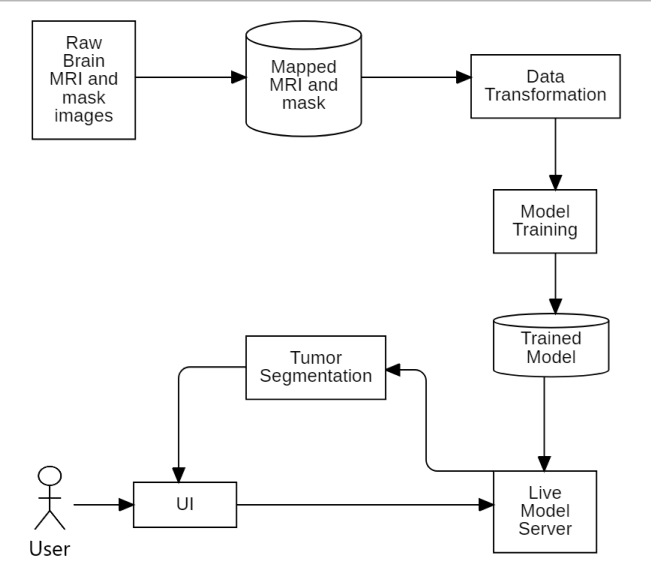 Raw
Brain
MRI and
mask
images
Mapped
MRI and
mask
Data
Transformation
Model
Training
Trained
Model
Tumor
Segmentation
UI
Live
Model
Server
User